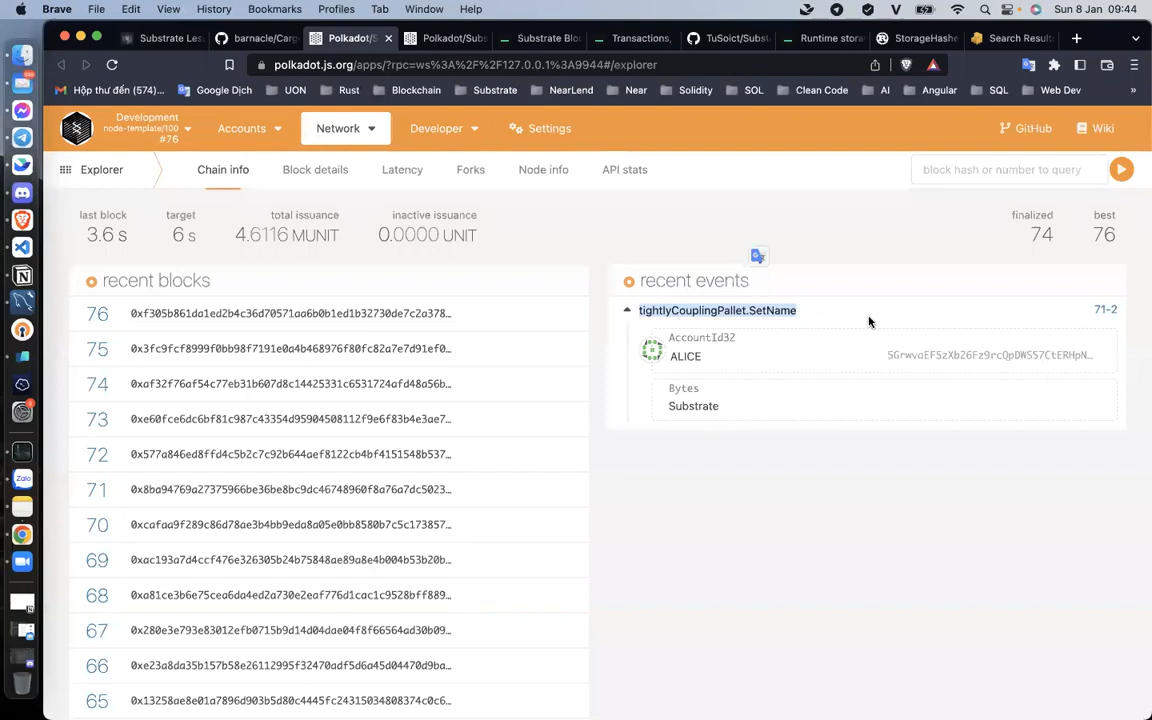 Brave File Edit View History Bookmarks Profiles Tab Window Help Sun 8 Jan 09:44
Substrate Les barnacle/Carg Polkadot/S Polkadot/Subs Substrate Blo Transactions, TuSoict/Subst Runtime stora StorageHashe Search Result
polkadot.js.org/apps/?rpc=ws%3A%2F%2F127.0.0.1%3A9944#/explorer
Hộp thư đến (574)... Google Dịch UON Rust Blockchain Substrate NearLend Near Solidity SOL Clean Code AI Angular SQL Web Dev »
Development
node-template/100
#76
Accounts Network Developer Settings GitHub Wiki
Explorer Chain info Block details Latency Forks Node info API stats block hash or number to query
last block target total issuance inactive issuance finalized best
3.6 s 6 s 4.6116 MUNIT 0.0000 UNIT 74 76
recent blocks
76 0xf305b861da1ed2b4c36d70571aa6b0b1ed1b32730de7c2a378…
75 0x3fc9fcf8999f0bb98f7191e0a4b468976f80fc82a7e7d91ef0…
74 0xaf32f76af54c77eb31b607d8c14425331c6531724afd48a56b…
73 0xe60fce6dc6bf81c987c43354d95904508112f9e6f83b4e3ae7…
72 0x577a846ed8ffd4c5b2c7c92b644aef8122cb4bf4151548b537…
71 0x8ba94769a27375966be36be8bc9dc46748960f8a76a7dc5023…
70 0xcafaa9f289c86d78ae3b4bb9eda8a05e0bb8580b7c5c173857…
69 0xac193a7d4ccf476e326305b24b75848ae89a8e4b004b53b20b…
68 0xa81ce3b6e75cea6da4ed2a730e2eaf776d1cac1c9528bff889…
67 0x280e3e793e83012efb0715b9d14d04dae04f8f66564ad30b09…
66 0xe23a8da35b157b58e26112995f32470adf5d6a45d04470d9ba…
65 0x13258ae8e01a7896d903b5d80c4445fc24315034808374c0c6…
recent events
tightlyCouplingPallet.SetName 71-2
AccountId32
ALICE 5GrwvaEF5zXb26Fz9rcQpDWS57CtERHpN…
Bytes
Substrate
Zalo